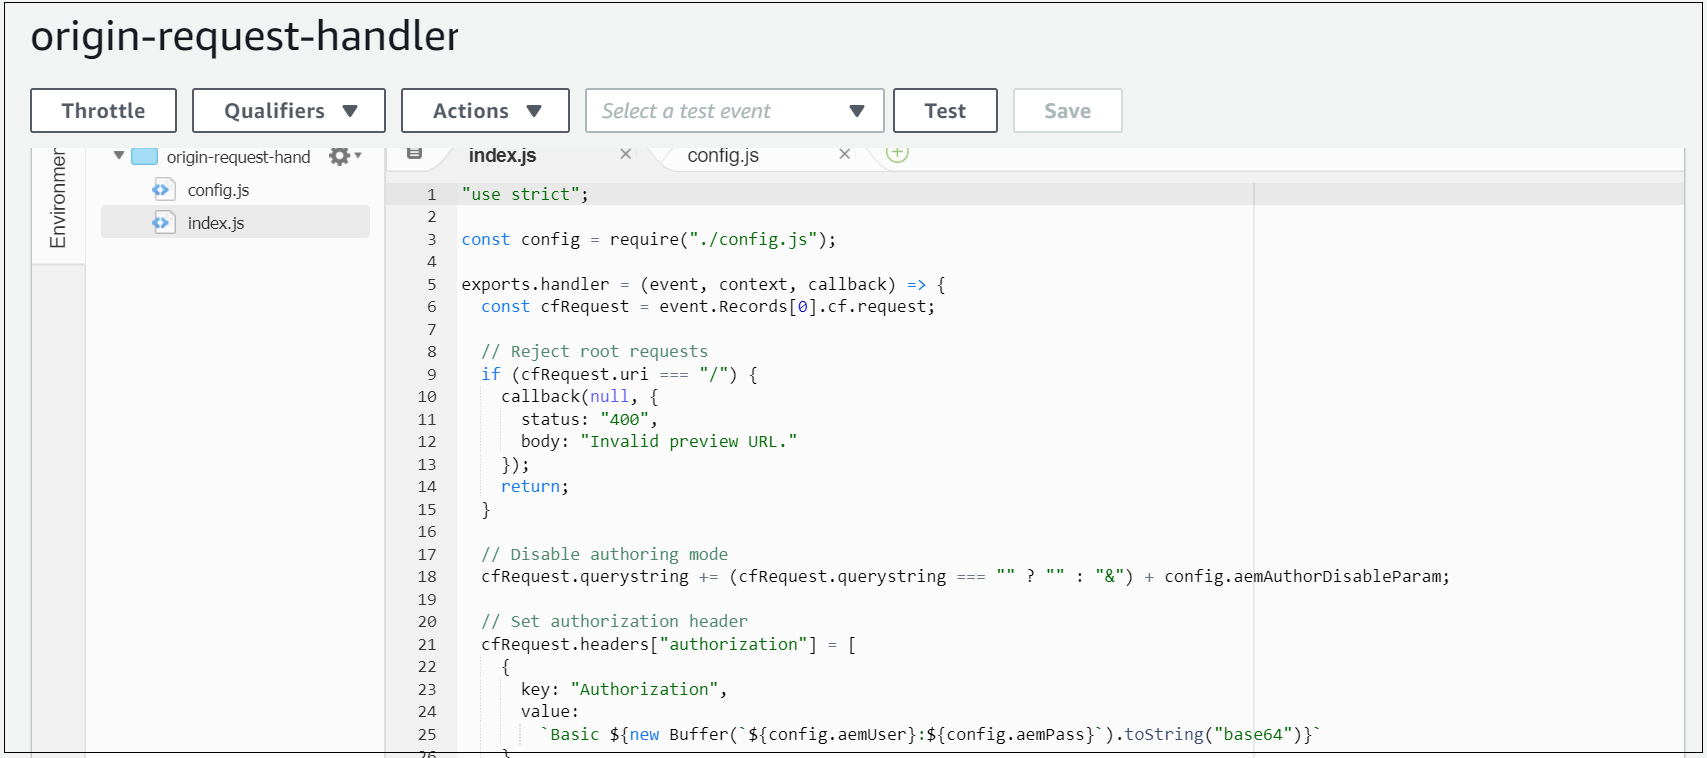 origin-request-handler
Throttle
Qualifiers
Actions
Select a test event
Test
Save
Environmen
origin-request-hand
config.js
index.js
index.js
config.js
1 "use strict";
2
3 const config = require("./config.js");
4
5 exports.handler = (event, context, callback) => {
6 const cfRequest = event.Records[0].cf.request;
7
8 // Reject root requests
9 if (cfRequest.uri === "/") {
10 callback(null, {
11 status: "400",
12 body: "Invalid preview URL."
13 });
14 return;
15 }
16
17 // Disable authoring mode
18 cfRequest.querystring += (cfRequest.querystring === "" ? "" : "&") + config.aemAuthorDisableParam;
19
20 // Set authorization header
21 cfRequest.headers["authorization"] = [
22 {
23 key: "Authorization",
24 value:
25 `Basic ${new Buffer(`${config.aemUser}:${config.aemPass}`).toString("base64")}`
26 }